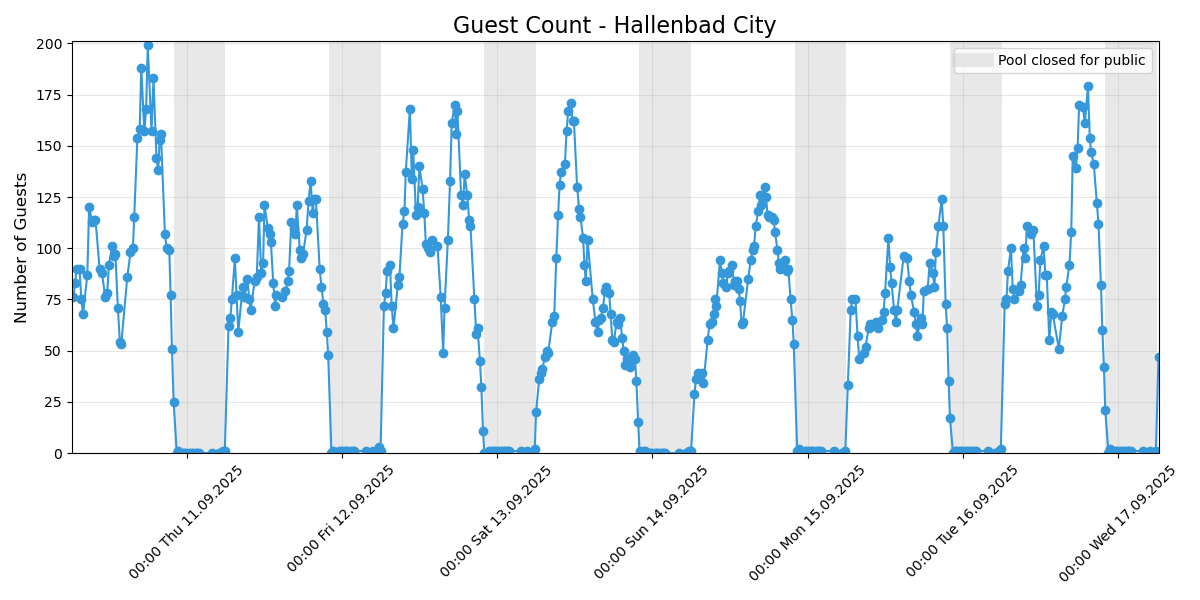 Guest Count - Hallenbad City
Pool closed for public
Number of Guests
200
175
150
125
100
75
50
25
0
00:00 Thu 11.09.2025
00:00 Fri 12.09.2025
00:00 Sat 13.09.2025
00:00 Sun 14.09.2025
00:00 Mon 15.09.2025
00:00 Tue 16.09.2025
00:00 Wed 17.09.2025